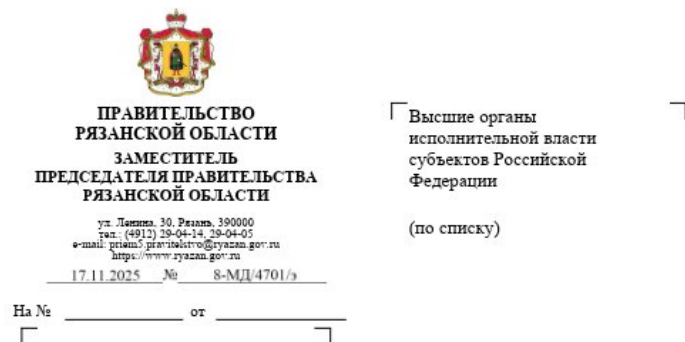 ПРАВИТЕЛЬСТВО
РЯЗАНСКОЙ ОБЛАСТИ
ЗАМЕСТИТЕЛЬ
ПРЕДСЕДАТЕЛЯ ПРАВИТЕЛЬСТВА
РЯЗАНСКОЙ ОБЛАСТИ
ул. Ленина, 30, Рязань, 390000
тел.: (4912) 29-04-14, 29-04-05
e-mail: priem5.pravitelstvo@ryazan.gov.ru
https://www.ryazan.gov.ru
17.11.2025 № 8-МД/4701/э
На № от
Высшие органы
исполнительной власти
субъектов Российской
Федерации
(по списку)